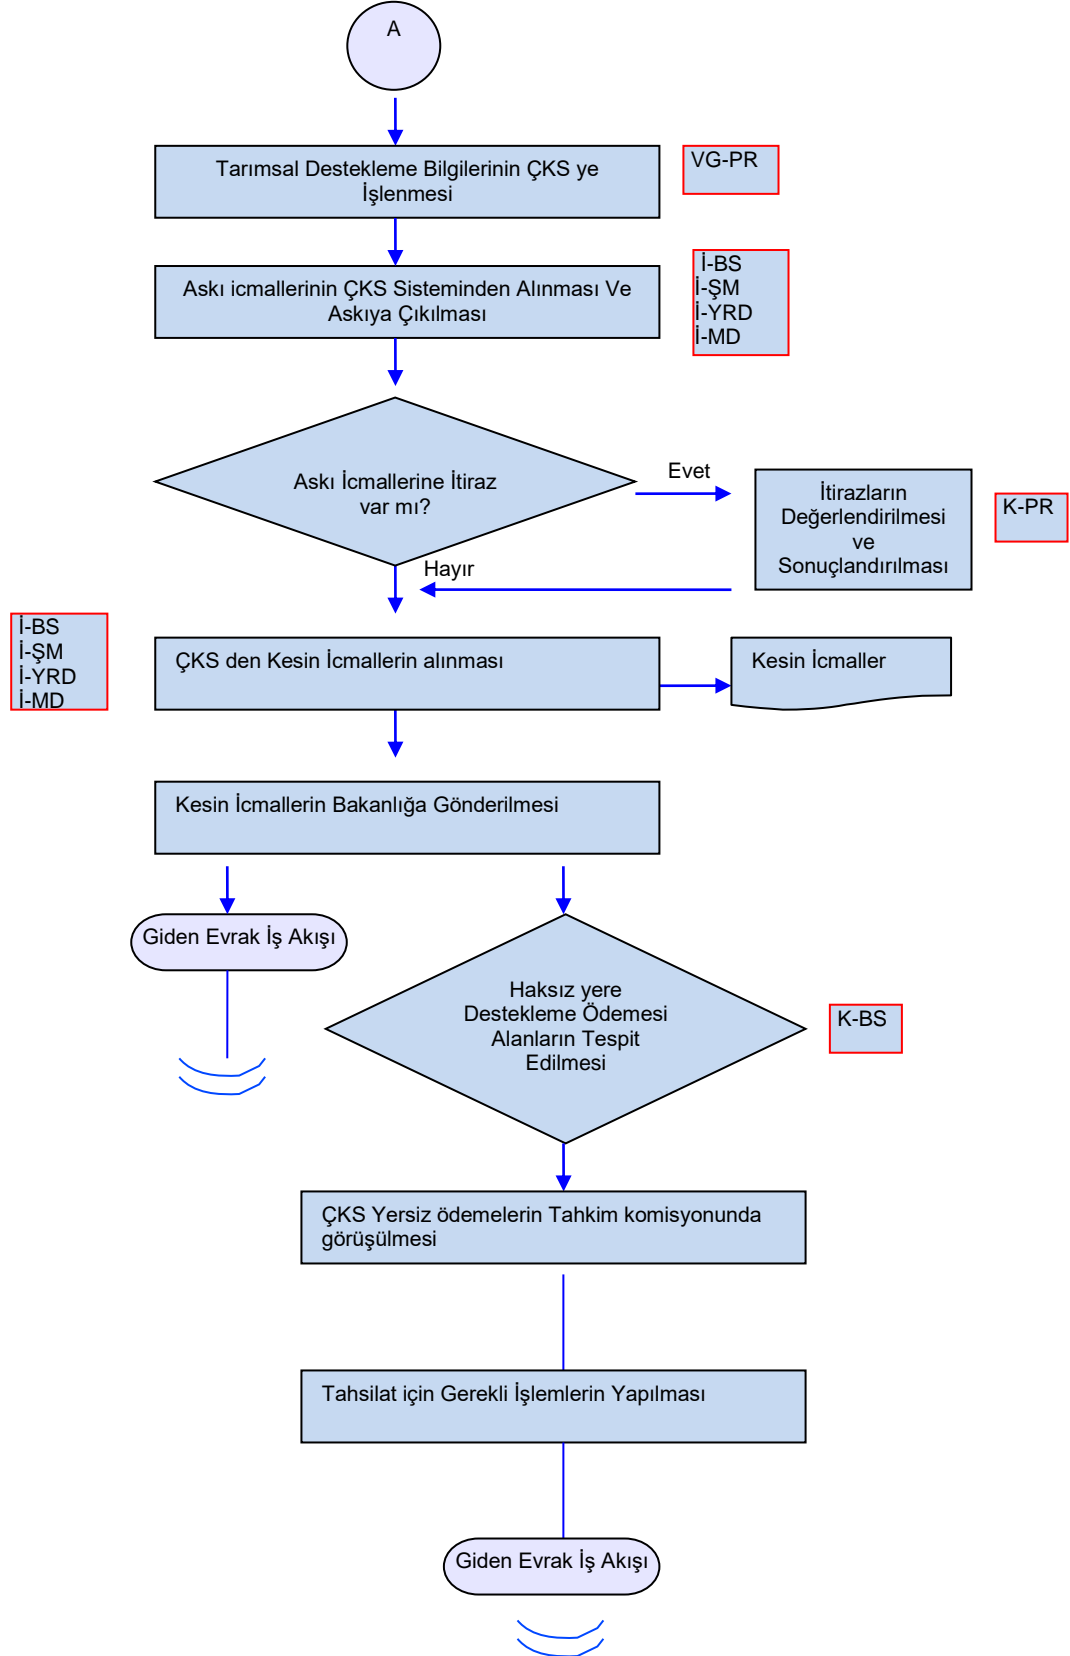 A
Tarımsal Destekleme Bilgilerinin ÇKS ye
İşlenmesi
VG-PR
Askı icmallerinin ÇKS Sisteminden Alınması Ve
Askıya Çıkılması
İ-BS
İ-ŞM
İ-YRD
İ-MD
Askı İcmallerine İtiraz
var mı?
Evet
İtirazların
Değerlendirilmesi
ve
Sonuçlandırılması
K-PR
Hayır
İ-BS
İ-ŞM
İ-YRD
İ-MD
ÇKS den Kesin İcmallerin alınması
Kesin İcmaller
Kesin İcmallerin Bakanlığa Gönderilmesi
Giden Evrak İş Akışı
Haksız yere
Destekleme Ödemesi
Alanların Tespit
Edilmesi
K-BS
ÇKS Yersiz ödemelerin Tahkim komisyonunda
görüşülmesi
Tahsilat için Gerekli İşlemlerin Yapılması
Giden Evrak İş Akışı